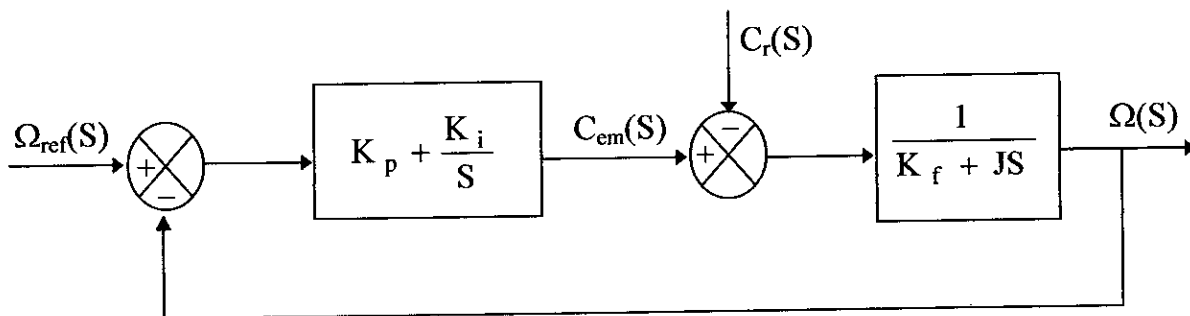 C_r(S)
Ω_ref(S)
+
−
K_p + K_i/S
C_em(S)
−
+
1/(K_f + JS)
Ω(S)